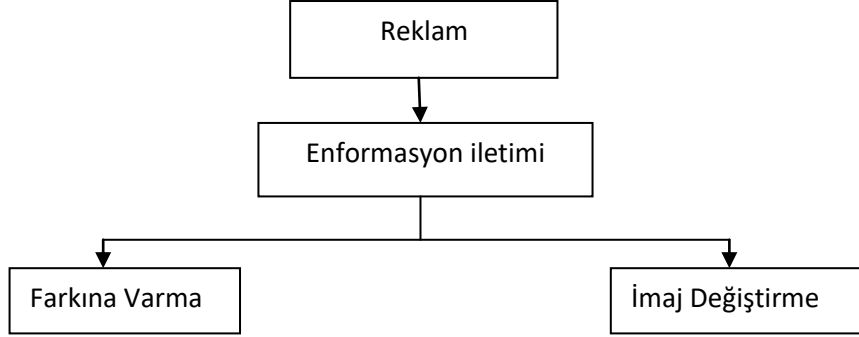 Reklam
Enformasyon iletimi
Farkına Varma
İmaj Değiştirme